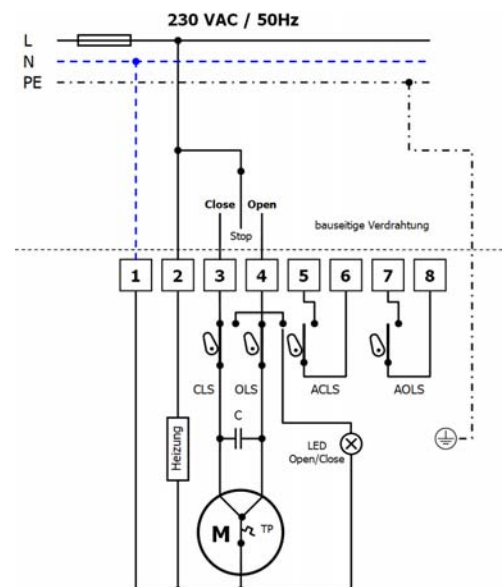 230 VAC / 50Hz
L
N
PE
Close Open
Stop
bauseitige Verdrahtung
1 2 3 4 5 6 7 8
CLS OLS ACLS AOLS
C
Heizung
LED
Open/Close
M TP